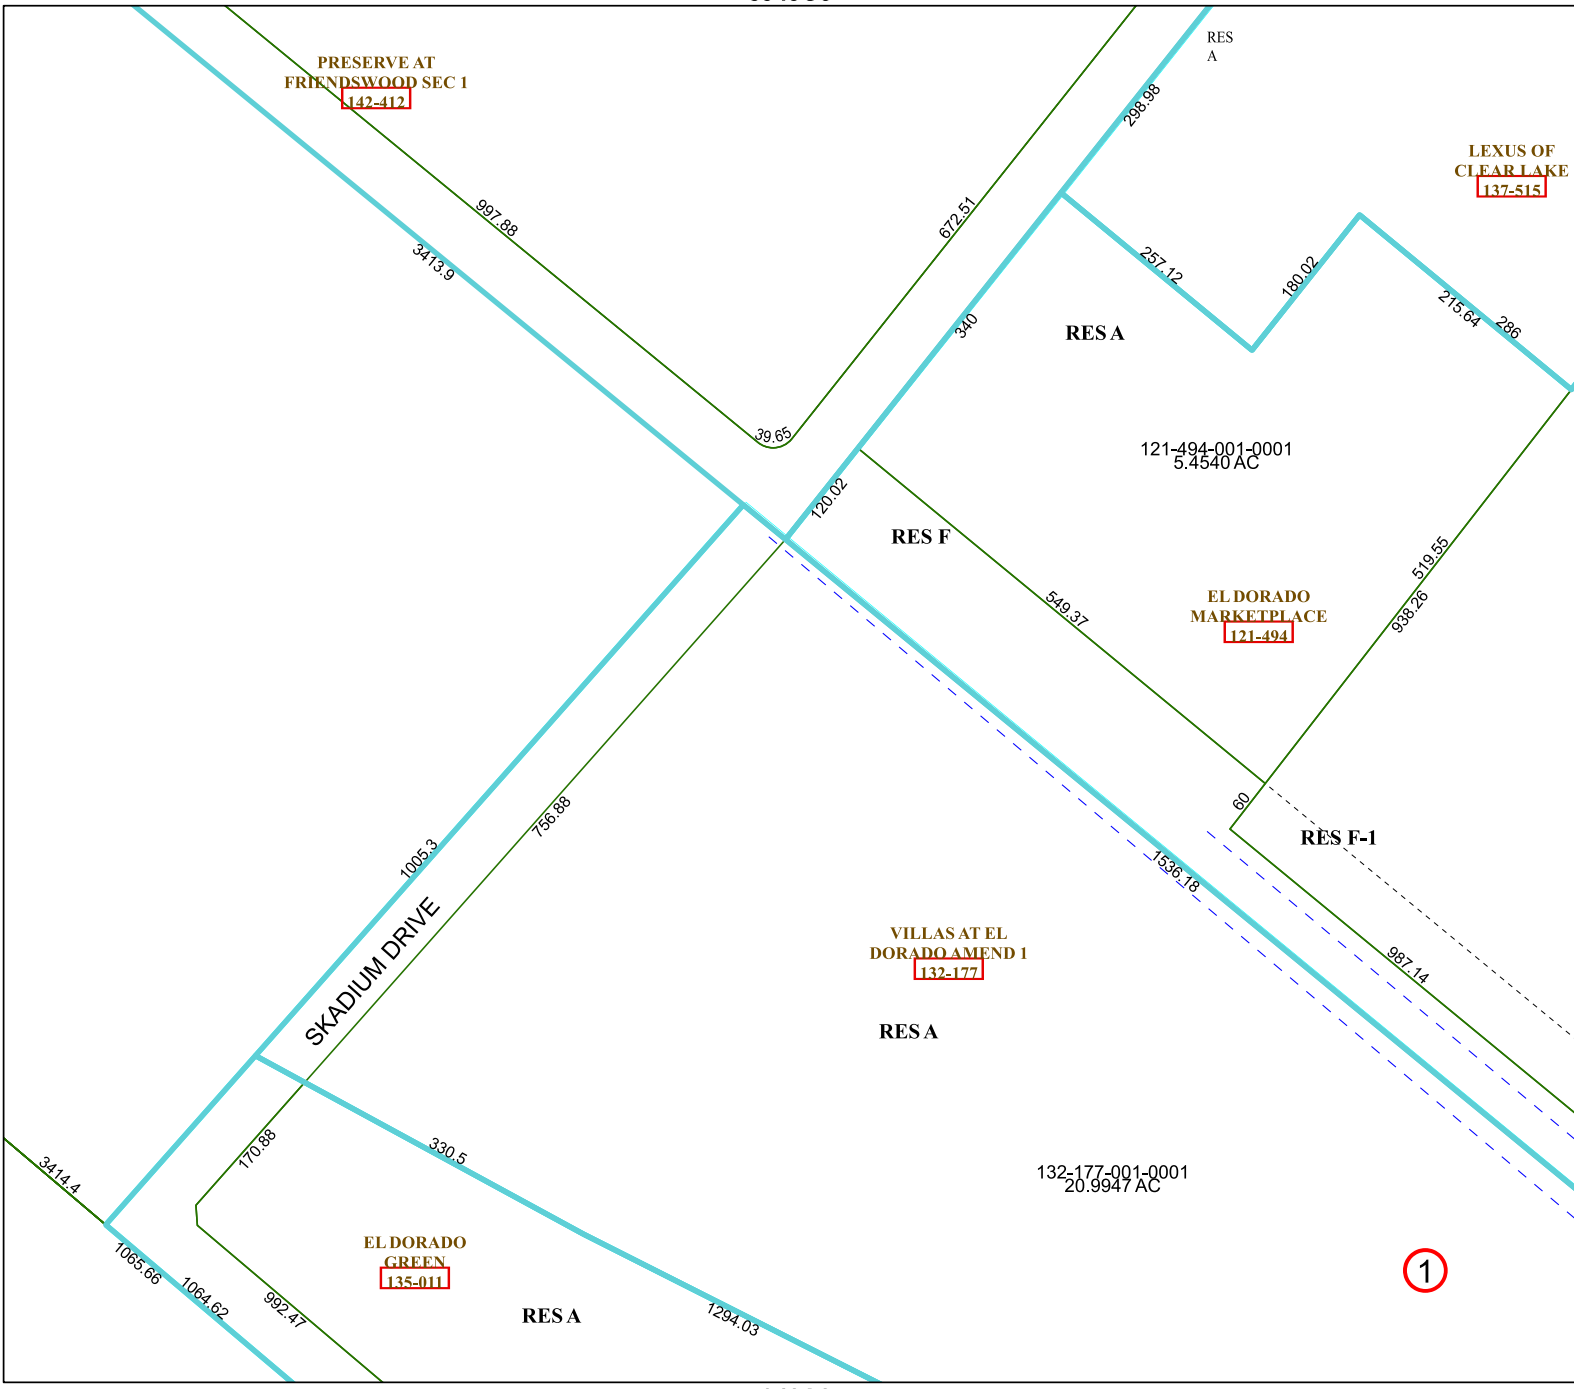 RES
A
PRESERVE AT
FRIENDSWOOD SEC 1
142-412
298.98
LEXUS OF
CLEAR LAKE
137-515
997.88
672.51
3413.9
257.12
180.02
215.64
286
340
RES A
39.65
121-494-001-0001
5.4540 AC
120.02
RES F
519.55
549.37
EL DORADO
MARKETPLACE
121-494
938.26
60
756.88
RES F-1
1005.3
1536.18
SKADIUM DRIVE
VILLAS AT EL
DORADO AMEND 1
132-177
987.14
RES A
170.88
330.5
3414.4
132-177-001-0001
20.9947 AC
EL DORADO
GREEN
135-011
1065.66
1064.62
992.47
RES A
1294.03
1